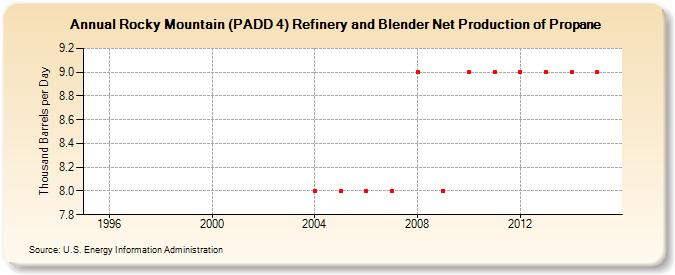 Annual Rocky Mountain (PADD 4) Refinery and Blender Net Production of Propane
Thousand Barrels per Day
9.2
9.0
8.8
8.6
8.4
8.2
8.0
7.8
1996 2000 2004 2008 2012
Source: U.S. Energy Information Administration